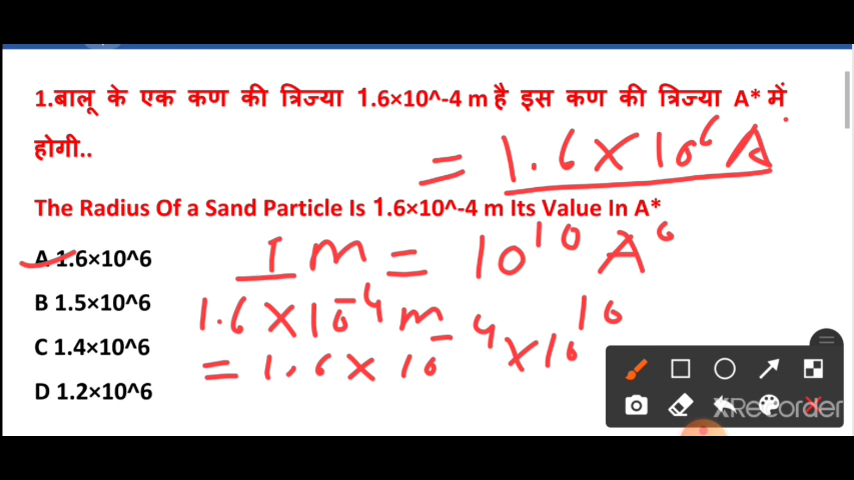 1.बालू के एक कण की त्रिज्या 1.6×10^-4 m है इस कण की त्रिज्या A* में
होगी..
= 1.6 × 10⁶ A
The Radius Of a Sand Particle Is 1.6×10^-4 m Its Value In A*
A 1.6×10^6
1 m = 10¹⁰ A°
B 1.5×10^6
1.6 × 10⁻⁴ m
C 1.4×10^6
= 1.6 × 10⁻⁴ × 10¹⁰
D 1.2×10^6
XRecorder